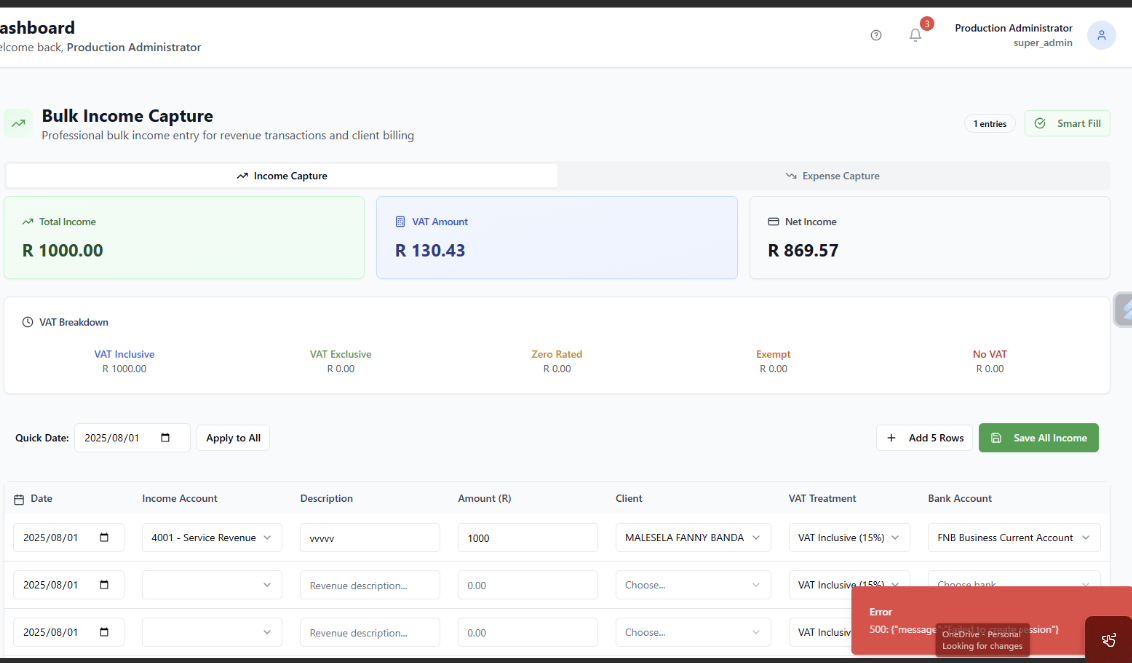 ashboard
elcome back, Production Administrator
3
Production Administrator
super_admin
Bulk Income Capture
Professional bulk income entry for revenue transactions and client billing
1 entries
Smart Fill
Income Capture
Expense Capture
Total Income
R 1000.00
VAT Amount
R 130.43
Net Income
R 869.57
VAT Breakdown
VAT Inclusive
R 1000.00
VAT Exclusive
R 0.00
Zero Rated
R 0.00
Exempt
R 0.00
No VAT
R 0.00
Quick Date: 2025/08/01 Apply to All
Add 5 Rows
Save All Income
Date Income Account Description Amount (R) Client VAT Treatment Bank Account
2025/08/01 4001 - Service Revenue vvvvv 1000 MALESELA FANNY BANDA VAT Inclusive (15%) FNB Business Current Account
2025/08/01 Revenue description... 0.00 Choose... VAT Inclusive (15%) Choose bank
2025/08/01 Revenue description... 0.00 Choose... VAT Inclusiv
Error
500: {"message":"Failed to create session"}
OneDrive - Personal
Looking for changes